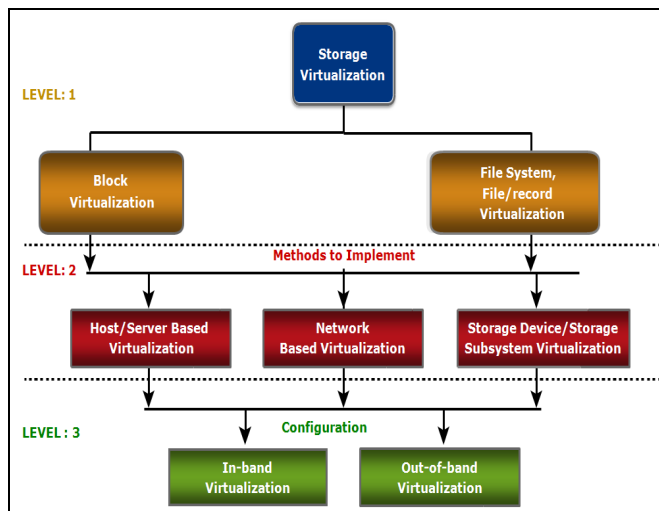 Storage
Virtualization
LEVEL: 1
Block
Virtualization
File System,
File/record
Virtualization
Methods to Implement
LEVEL: 2
Host/Server Based
Virtualization
Network
Based Virtualization
Storage Device/Storage
Subsystem Virtualization
Configuration
LEVEL : 3
In-band
Virtualization
Out-of-band
Virtualization